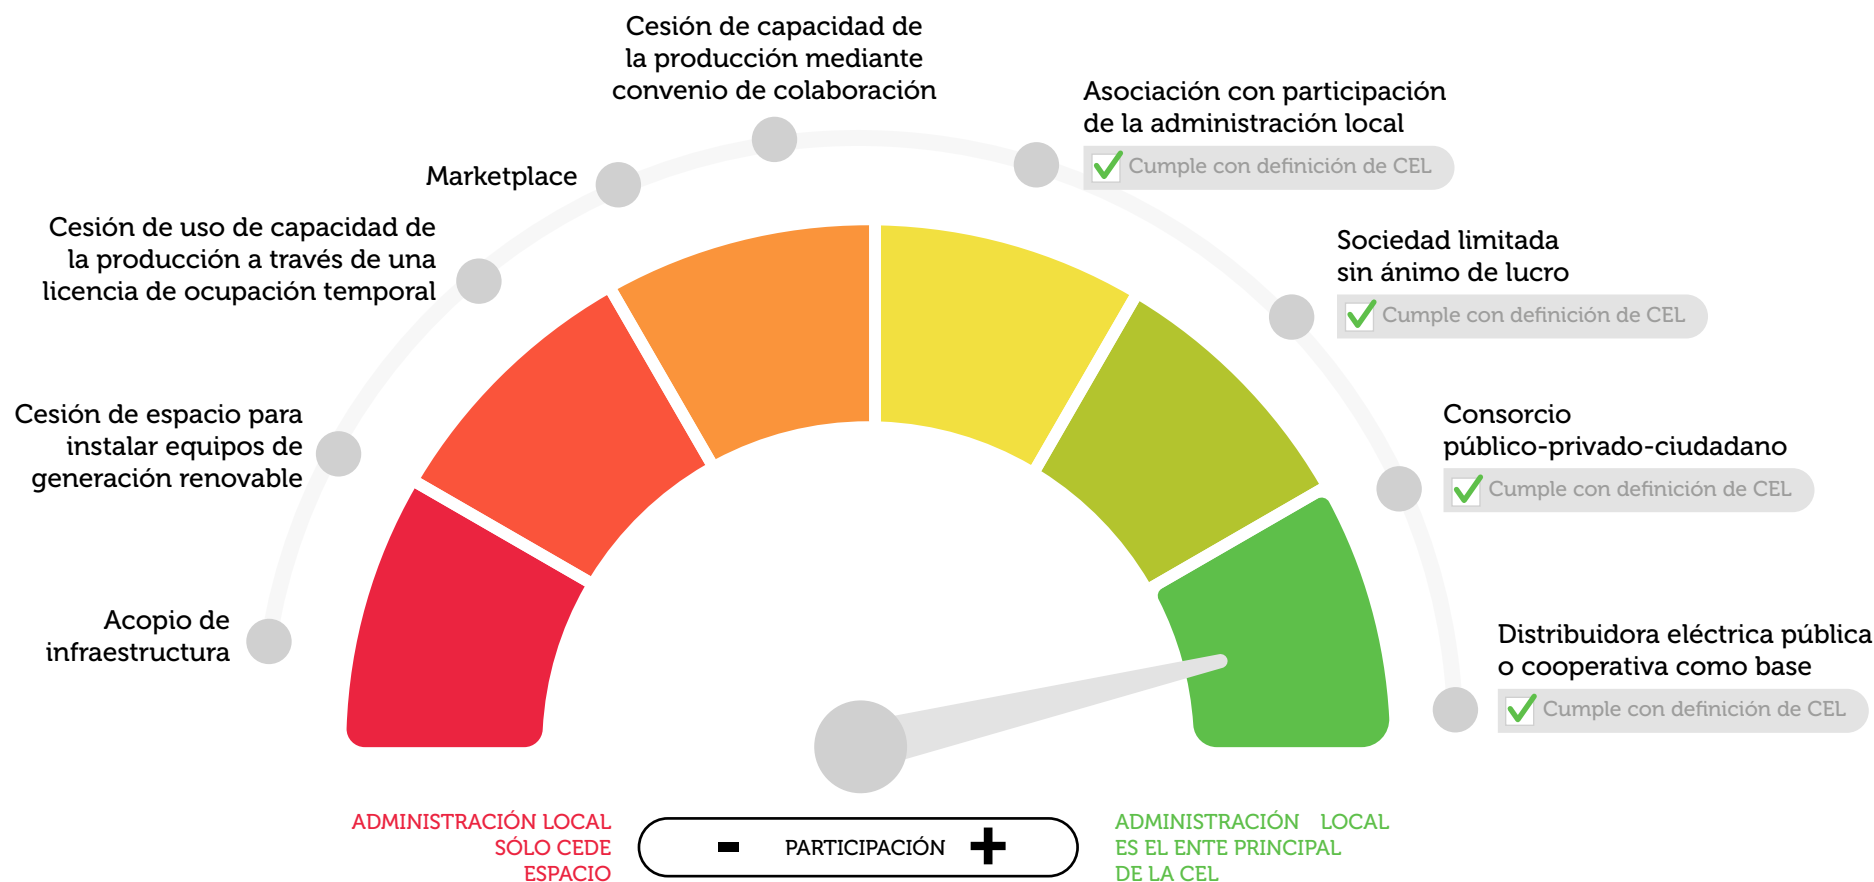 Cesión de capacidad de
la producción mediante
convenio de colaboración
Asociación con participación
de la administración local
Cumple con definición de CEL
Marketplace
Cesión de uso de capacidad de
la producción a través de una
licencia de ocupación temporal
Sociedad limitada
sin ánimo de lucro
Cumple con definición de CEL
Cesión de espacio para
instalar equipos de
generación renovable
Consorcio
público-privado-ciudadano
Cumple con definición de CEL
Acopio de
infraestructura
Distribuidora eléctrica pública
o cooperativa como base
Cumple con definición de CEL
ADMINISTRACIÓN LOCAL
SÓLO CEDE
ESPACIO
- PARTICIPACIÓN +
ADMINISTRACIÓN LOCAL
ES EL ENTE PRINCIPAL
DE LA CEL